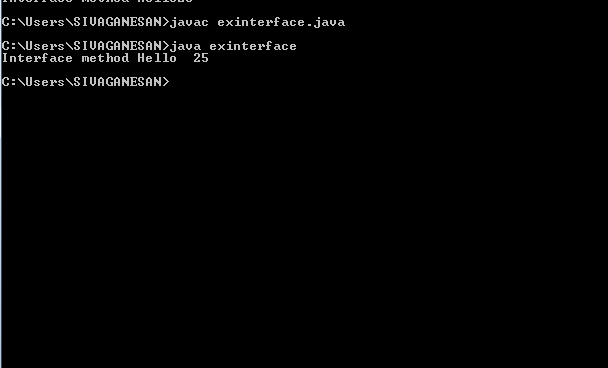 C:\Users\SIVAGANESAN>javac exinterface.java
C:\Users\SIVAGANESAN>java exinterface
Interface method Hello  25
C:\Users\SIVAGANESAN>